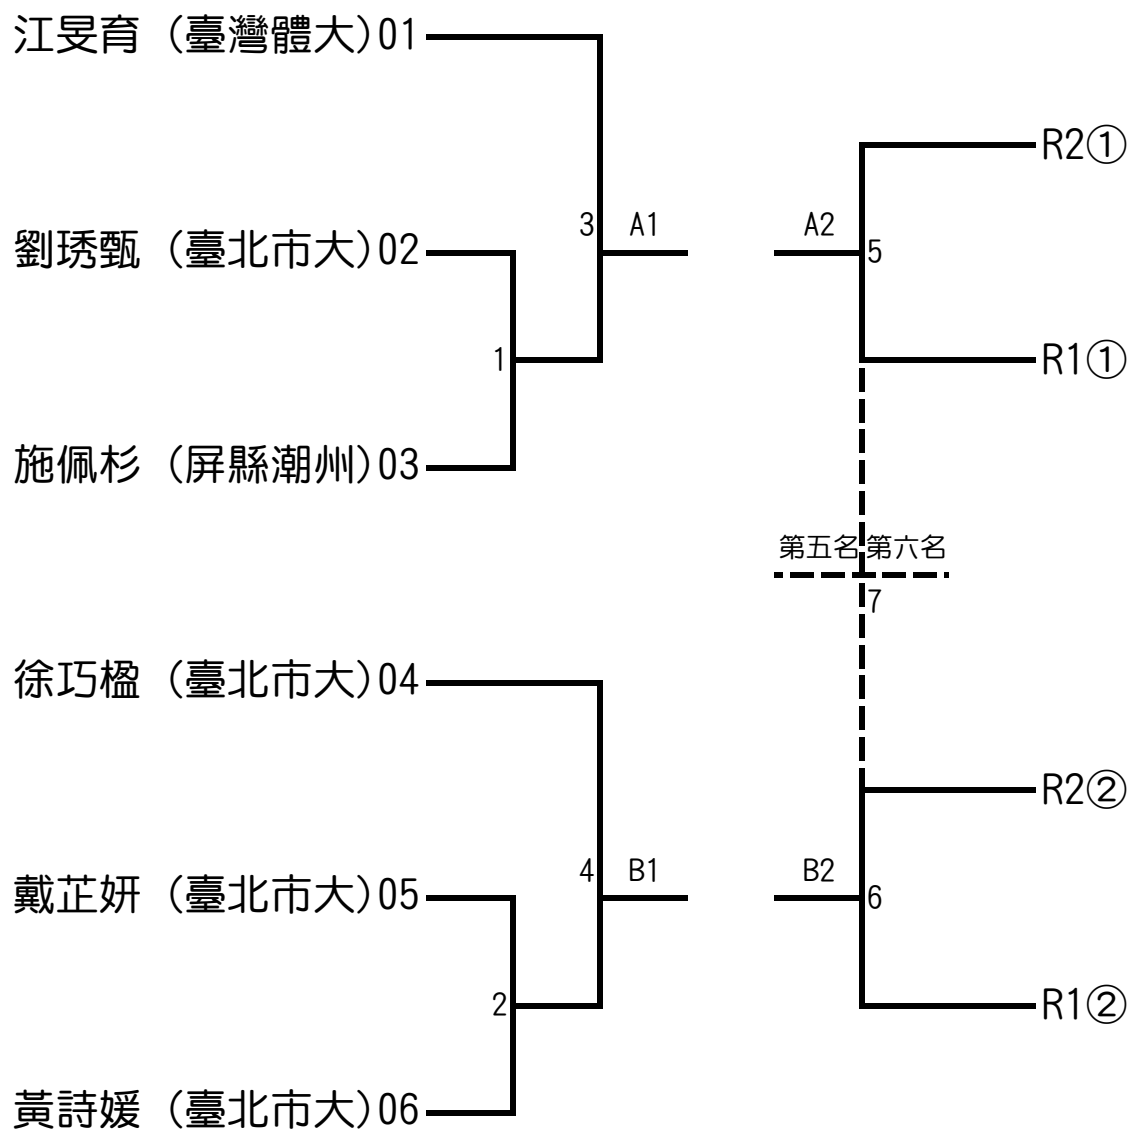 江旻育 (臺灣體大)01
R2①
3 A1
A2 5
劉琇甄 (臺北市大)02
1
R1①
施佩杉 (屏縣潮州)03
第五名 第六名
7
徐巧楹 (臺北市大)04
R2②
4 B1
B2 6
戴芷妍 (臺北市大)05
2
R1②
黃詩媛 (臺北市大)06